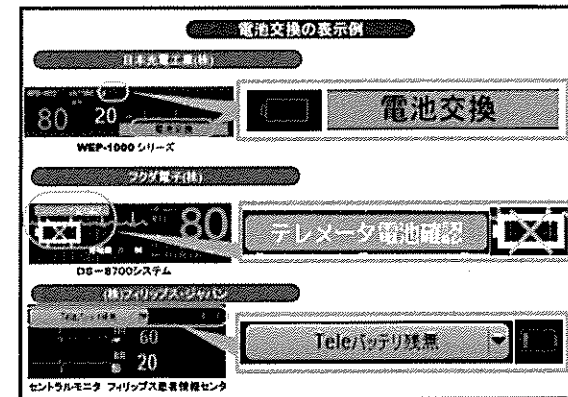 電池交換の表示例
日本光電工業(株)
80
20
電池交換
電池交換
WEP-1000 シリーズ
フクダ電子(株)
80
テレメータ電池確認
DS-8700システム
(株)フィリップス・ジャパン
60
20
Teleバッテリ残無
セントラルモニタ フィリップス患者情報センタ